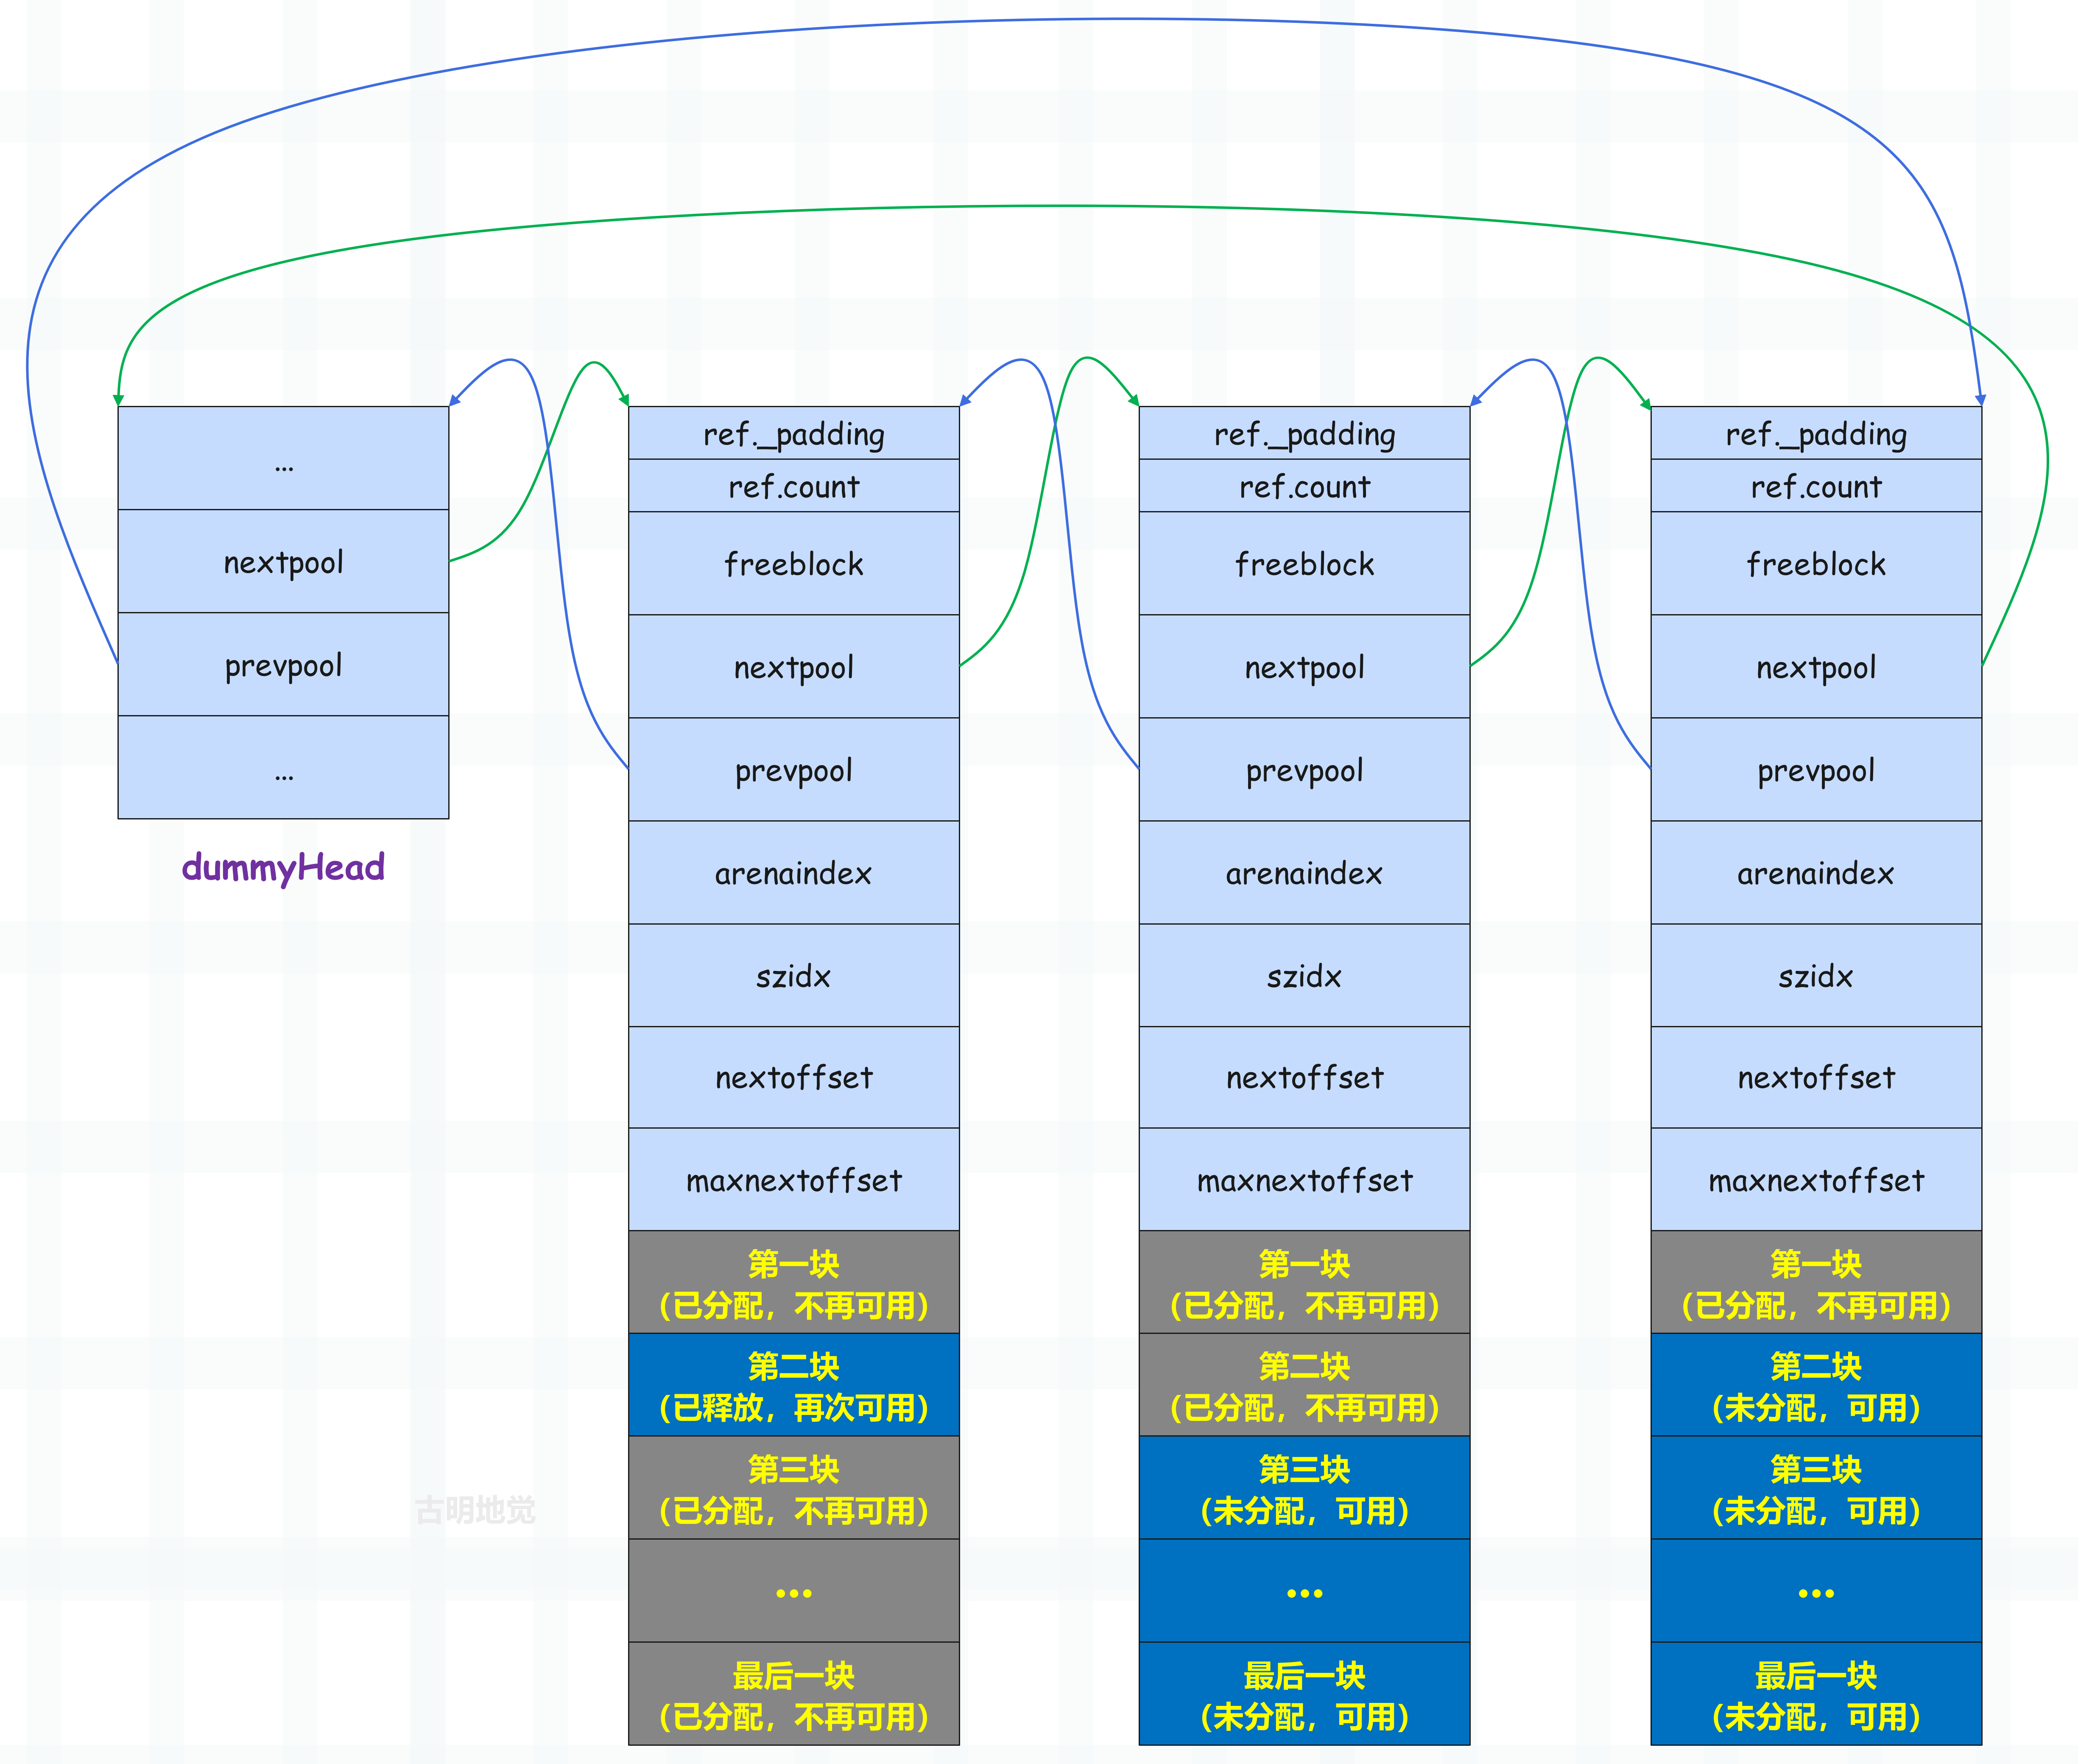 ...
nextpool
prevpool
...
dummyHead
ref._padding
ref.count
freeblock
nextpool
prevpool
arenaindex
szidx
nextoffset
maxnextoffset
第一块
(已分配，不再可用)
第二块
(已释放，再次可用)
第三块
(已分配，不再可用)
...
最后一块
(已分配，不再可用)
ref._padding
ref.count
freeblock
nextpool
prevpool
arenaindex
szidx
nextoffset
maxnextoffset
第一块
(已分配，不再可用)
第二块
(已分配，不再可用)
第三块
(未分配，可用)
...
最后一块
(未分配，可用)
ref._padding
ref.count
freeblock
nextpool
prevpool
arenaindex
szidx
nextoffset
maxnextoffset
第一块
(已分配，不再可用)
第二块
(未分配，可用)
第三块
(未分配，可用)
...
最后一块
(未分配，可用)
古明地觉